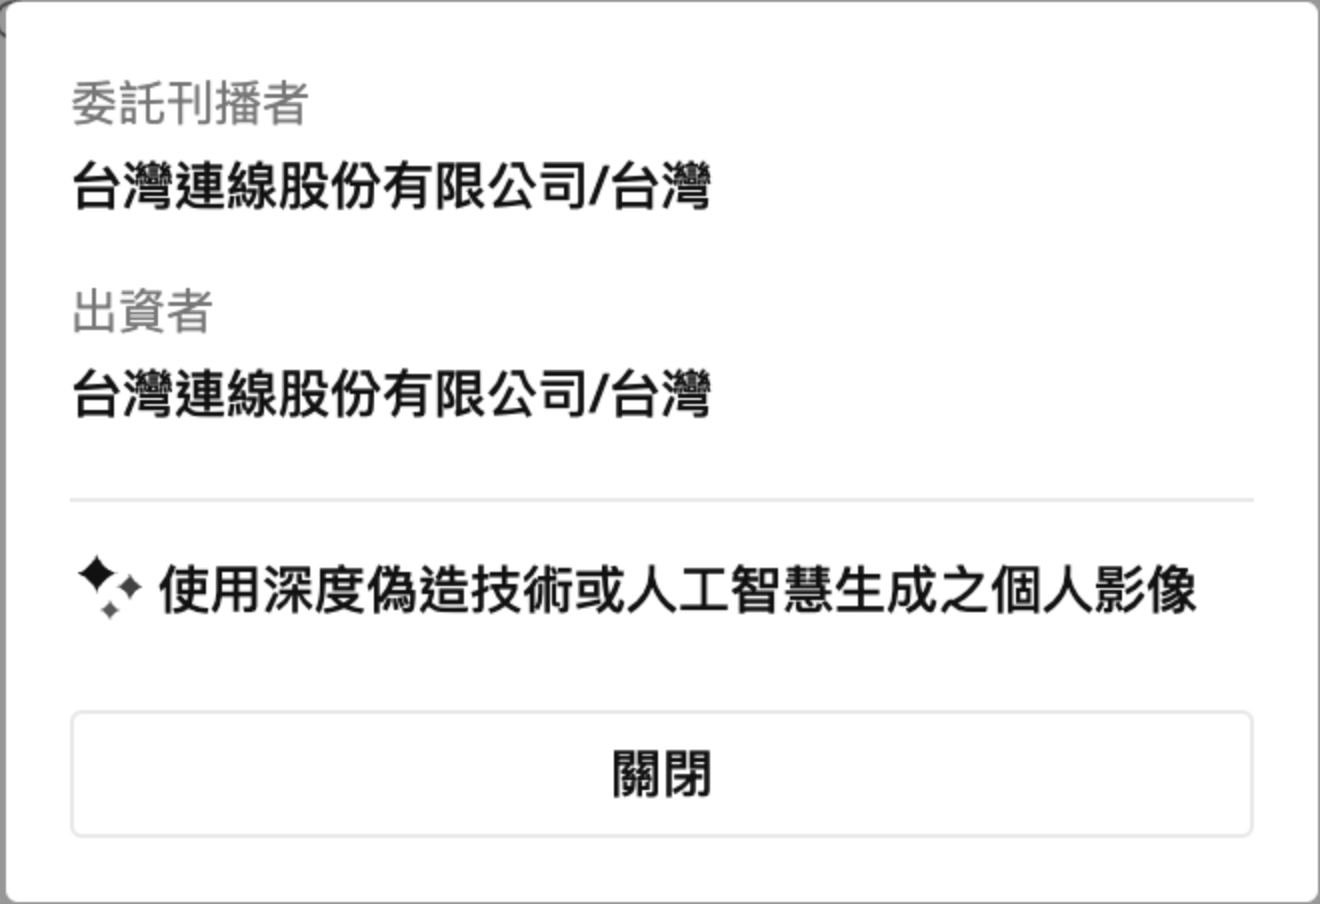 委託刊播者
台灣連線股份有限公司/台灣
出資者
台灣連線股份有限公司/台灣
使用深度偽造技術或人工智慧生成之個人影像
關閉